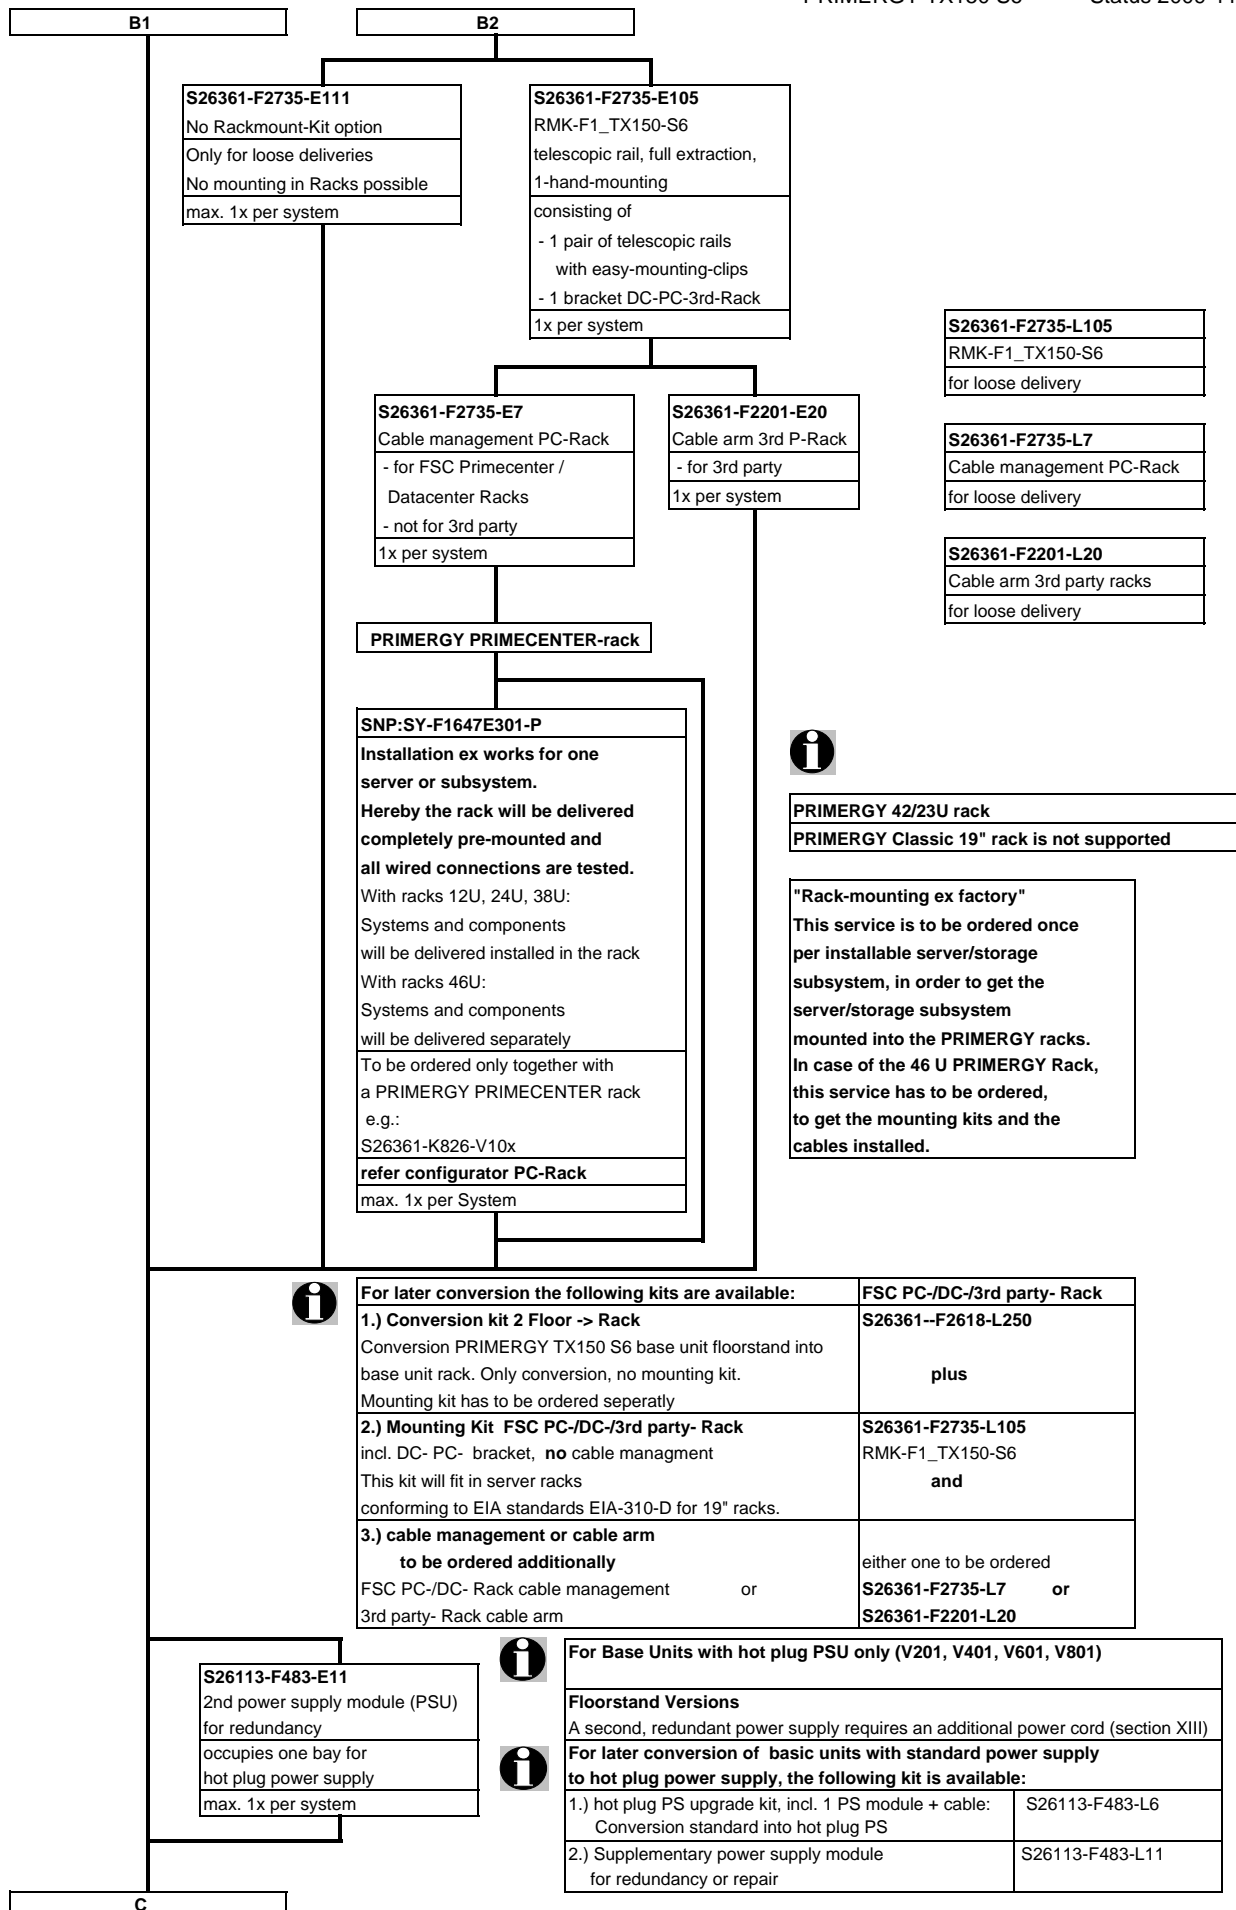 B1
B2
S26361-F2735-E111
No Rackmount-Kit option
Only for loose deliveries
No mounting in Racks possible
max. 1x per system
S26361-F2735-E105
RMK-F1_TX150-S6
telescopic rail, full extraction,
1-hand-mounting
consisting of
- 1 pair of telescopic rails
with easy-mounting-clips
- 1 bracket DC-PC-3rd-Rack
1x per system
S26361-F2735-L105
RMK-F1_TX150-S6
for loose delivery
S26361-F2735-E7
Cable management PC-Rack
- for FSC Primecenter /
Datacenter Racks
- not for 3rd party
1x per system
S26361-F2201-E20
Cable arm 3rd P-Rack
- for 3rd party
1x per system
S26361-F2735-L7
Cable management PC-Rack
for loose delivery
S26361-F2201-L20
Cable arm 3rd party racks
for loose delivery
PRIMERGY PRIMECENTER-rack
SNP:SY-F1647E301-P
Installation ex works for one
server or subsystem.
Hereby the rack will be delivered
completely pre-mounted and
all wired connections are tested.
With racks 12U, 24U, 38U:
Systems and components
will be delivered installed in the rack
With racks 46U:
Systems and components
will be delivered separately
To be ordered only together with
a PRIMERGY PRIMECENTER rack
e.g.:
S26361-K826-V10x
refer configurator PC-Rack
max. 1x per System
PRIMERGY 42/23U rack
PRIMERGY Classic 19" rack is not supported
"Rack-mounting ex factory"
This service is to be ordered once
per installable server/storage
subsystem, in order to get the
server/storage subsystem
mounted into the PRIMERGY racks.
In case of the 46 U PRIMERGY Rack,
this service has to be ordered,
to get the mounting kits and the
cables installed.
For later conversion the following kits are available: FSC PC-/DC-/3rd party- Rack
1.) Conversion kit 2 Floor -> Rack S26361--F2618-L250
Conversion PRIMERGY TX150 S6 base unit floorstand into
base unit rack. Only conversion, no mounting kit. plus
Mounting kit has to be ordered seperatly
2.) Mounting Kit FSC PC-/DC-/3rd party- Rack S26361-F2735-L105
incl. DC- PC- bracket, no cable managment RMK-F1_TX150-S6
This kit will fit in server racks and
conforming to EIA standards EIA-310-D for 19" racks.
3.) cable management or cable arm
to be ordered additionally either one to be ordered
FSC PC-/DC- Rack cable management or S26361-F2735-L7 or
3rd party- Rack cable arm S26361-F2201-L20
S26113-F483-E11
2nd power supply module (PSU)
for redundancy
occupies one bay for
hot plug power supply
max. 1x per system
For Base Units with hot plug PSU only (V201, V401, V601, V801)
Floorstand Versions
A second, redundant power supply requires an additional power cord (section XIII)
For later conversion of basic units with standard power supply
to hot plug power supply, the following kit is available:
1.) hot plug PS upgrade kit, incl. 1 PS module + cable: S26113-F483-L6
Conversion standard into hot plug PS
2.) Supplementary power supply module S26113-F483-L11
for redundancy or repair
C